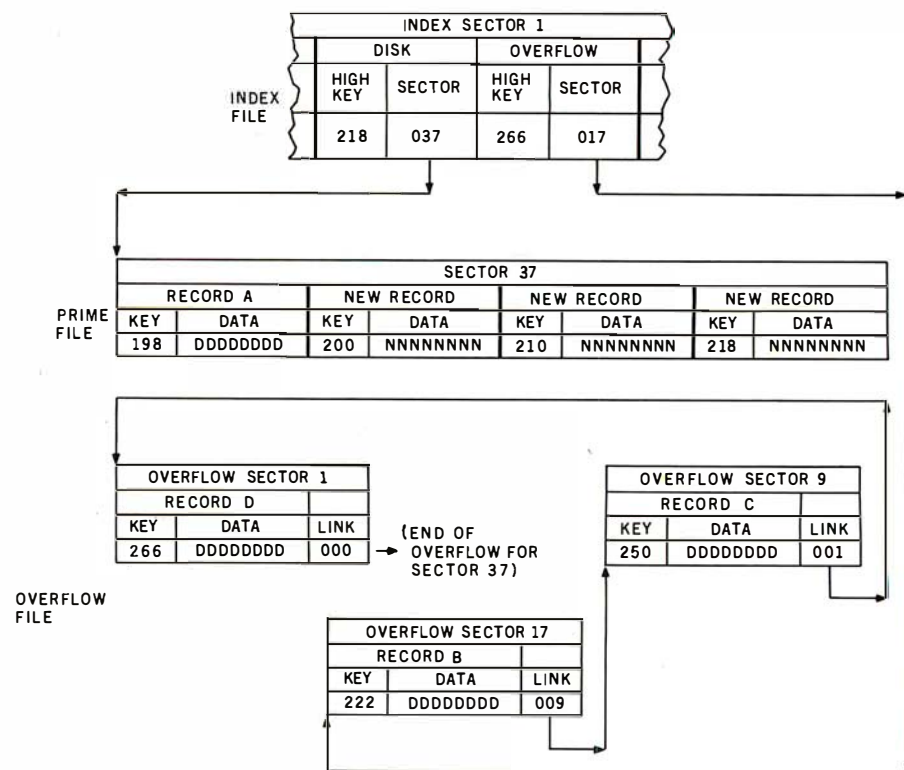 INDEX SECTOR 1
DISK OVERFLOW
HIGH KEY SECTOR HIGH KEY SECTOR
INDEX FILE
218 037 266 017
SECTOR 37
RECORD A NEW RECORD NEW RECORD NEW RECORD
PRIME FILE
KEY DATA KEY DATA KEY DATA KEY DATA
198 DDDDDDDD 200 NNNNNNNN 210 NNNNNNNN 218 NNNNNNNN
OVERFLOW SECTOR 1
RECORD D
KEY DATA LINK
266 DDDDDDDD 000
(END OF
OVERFLOW FOR
SECTOR 37)
OVERFLOW SECTOR 9
RECORD C
KEY DATA LINK
250 DDDDDDDD 001
OVERFLOW
FILE
OVERFLOW SECTOR 17
RECORD B
KEY DATA LINK
222 DDDDDDDD 009